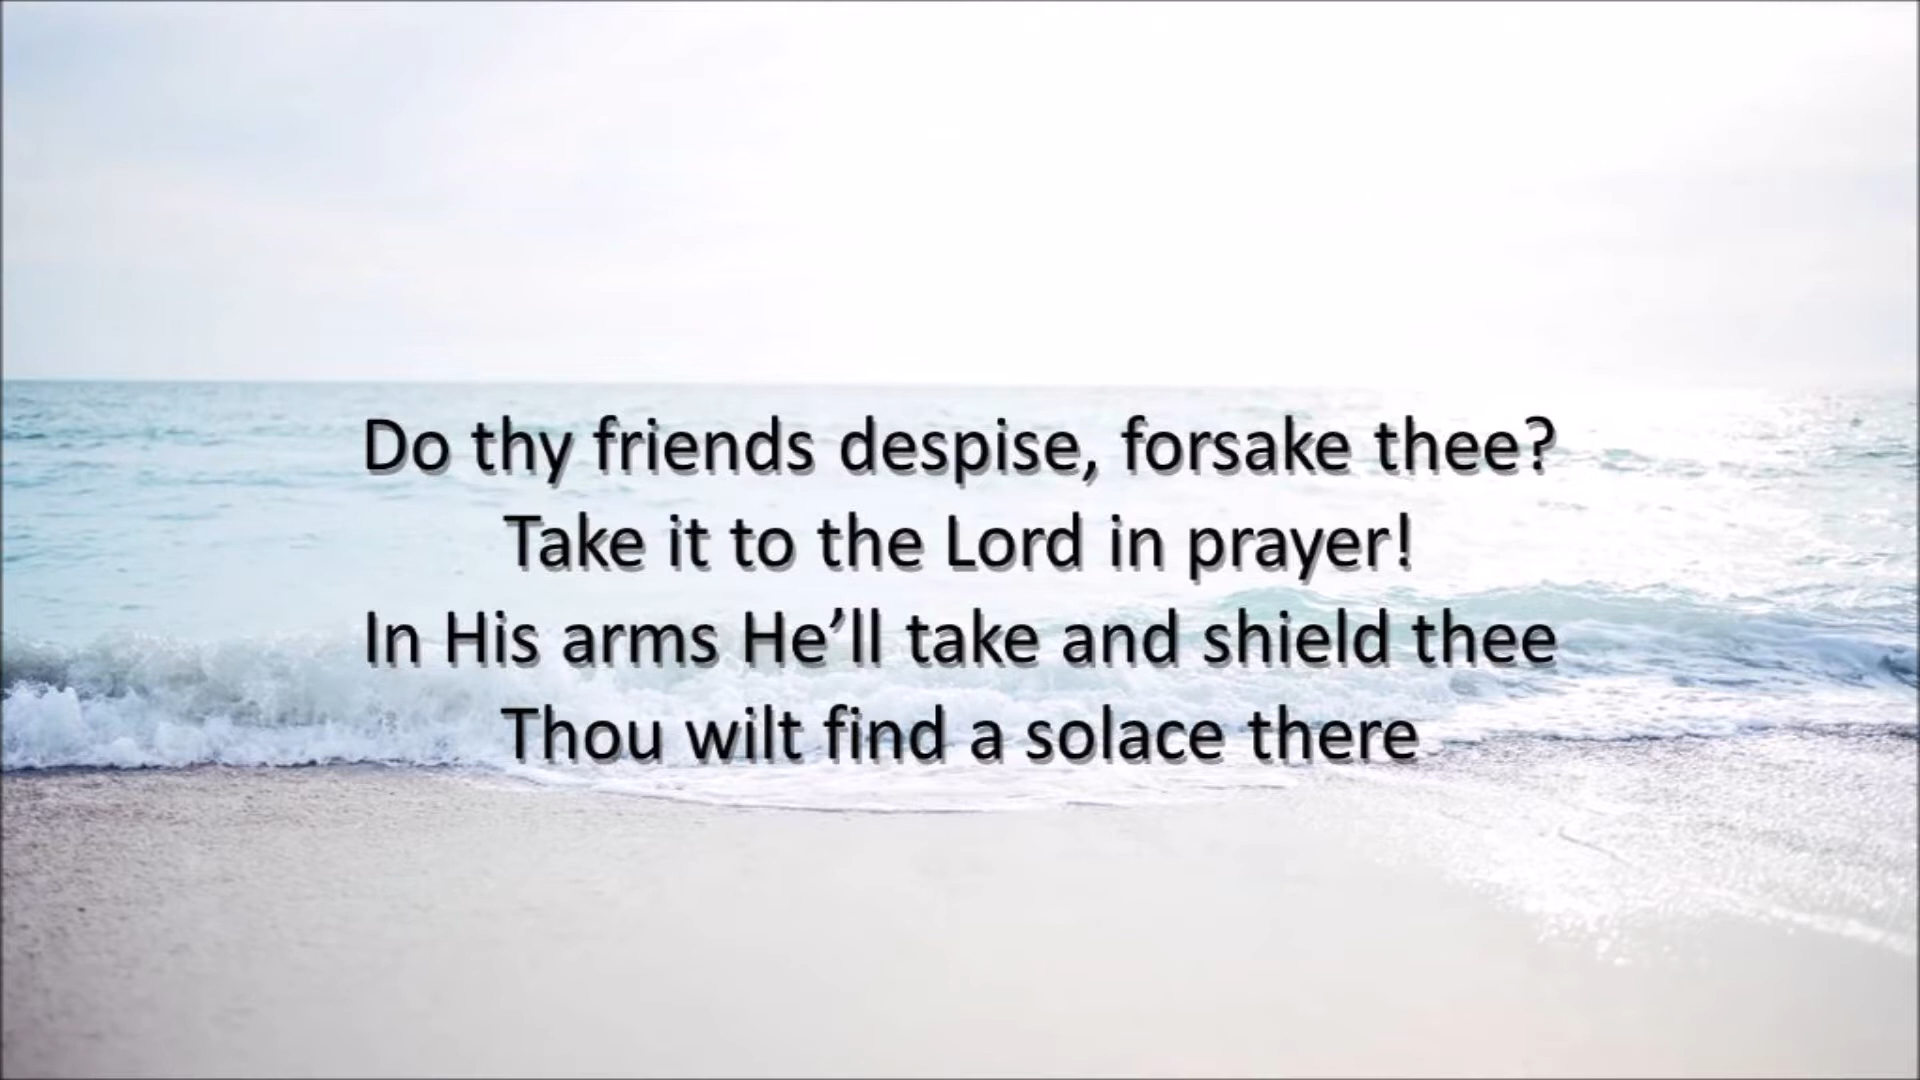 Do thy friends despise, forsake thee?
Take it to the Lord in prayer!
In His arms He’ll take and shield thee
Thou wilt find a solace there